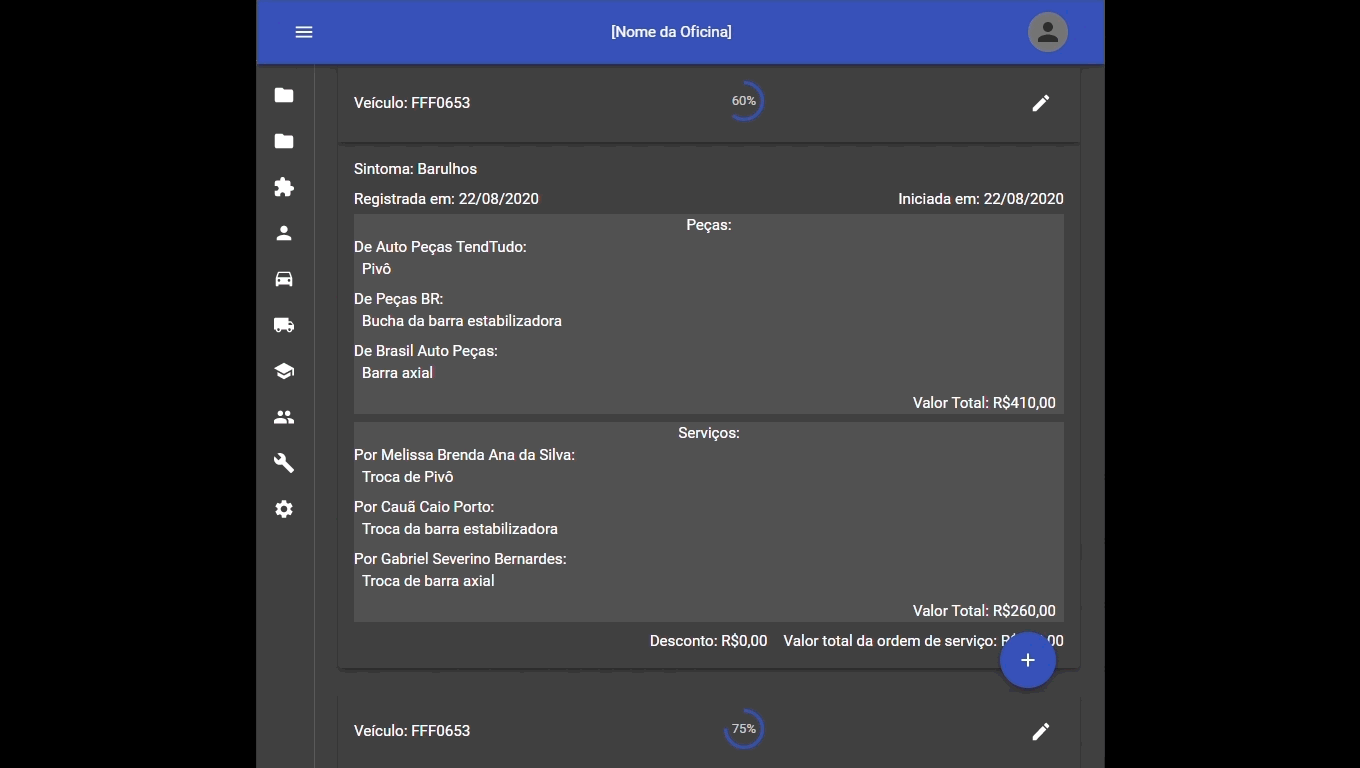 [Nome da Oficina]
Veículo: FFF0653
60%
Sintoma: Barulhos
Registrada em: 22/08/2020
Iniciada em: 22/08/2020
Peças:
De Auto Peças TendTudo:
Pivô
De Peças BR:
Bucha da barra estabilizadora
De Brasil Auto Peças:
Barra axial
Valor Total: R$410,00
Serviços:
Por Melissa Brenda Ana da Silva:
Troca de Pivô
Por Cauã Caio Porto:
Troca da barra estabilizadora
Por Gabriel Severino Bernardes:
Troca de barra axial
Valor Total: R$260,00
Desconto: R$0,00 Valor total da ordem de serviço:
Veículo: FFF0653
75%